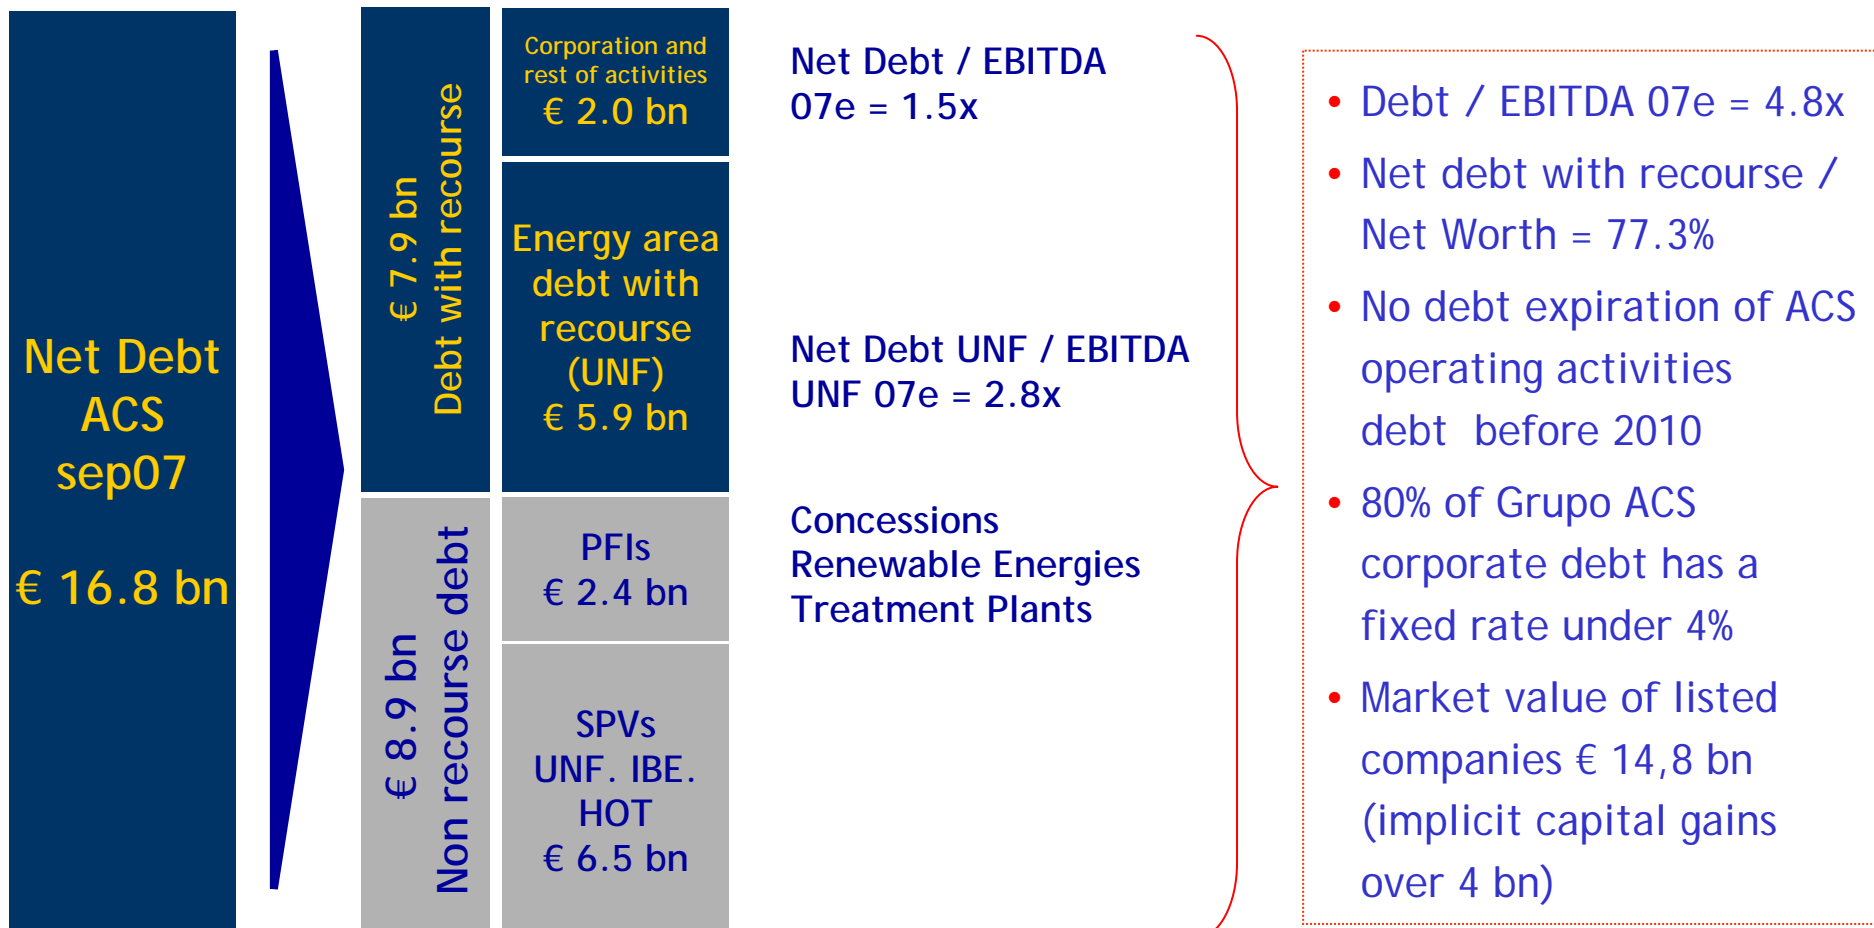 Net Debt
ACS
sep07
€ 16.8 bn
€ 7.9 bn
Debt with recourse
Corporation and
rest of activities
€ 2.0 bn
Energy area
debt with
recourse
(UNF)
€ 5.9 bn
€ 8.9 bn
Non recourse debt
PFIs
€ 2.4 bn
SPVs
UNF. IBE.
HOT
€ 6.5 bn
Net Debt / EBITDA
07e = 1.5x
Net Debt UNF / EBITDA
UNF 07e = 2.8x
Concessions
Renewable Energies
Treatment Plants
• Debt / EBITDA 07e = 4.8x
• Net debt with recourse /
Net Worth = 77.3%
• No debt expiration of ACS
operating activities
debt  before 2010
• 80% of Grupo ACS
corporate debt has a
fixed rate under 4%
• Market value of listed
companies € 14,8 bn
(implicit capital gains
over 4 bn)